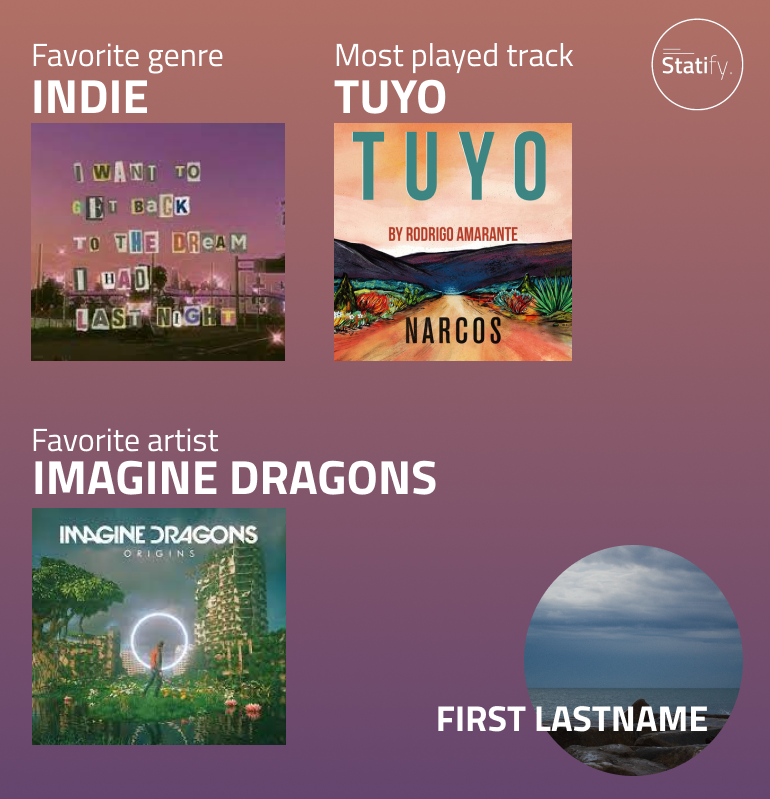 Favorite genre
INDIE
I WANT TO
GET BACK
TO THE DREAM
I HAD
LAST NIGHT
Most played track
TUYO
TUYO
BY RODRIGO AMARANTE
NARCOS
Statify.
Favorite artist
IMAGINE DRAGONS
IMAGINE DRAGONS
ORIGINS
FIRST LASTNAME